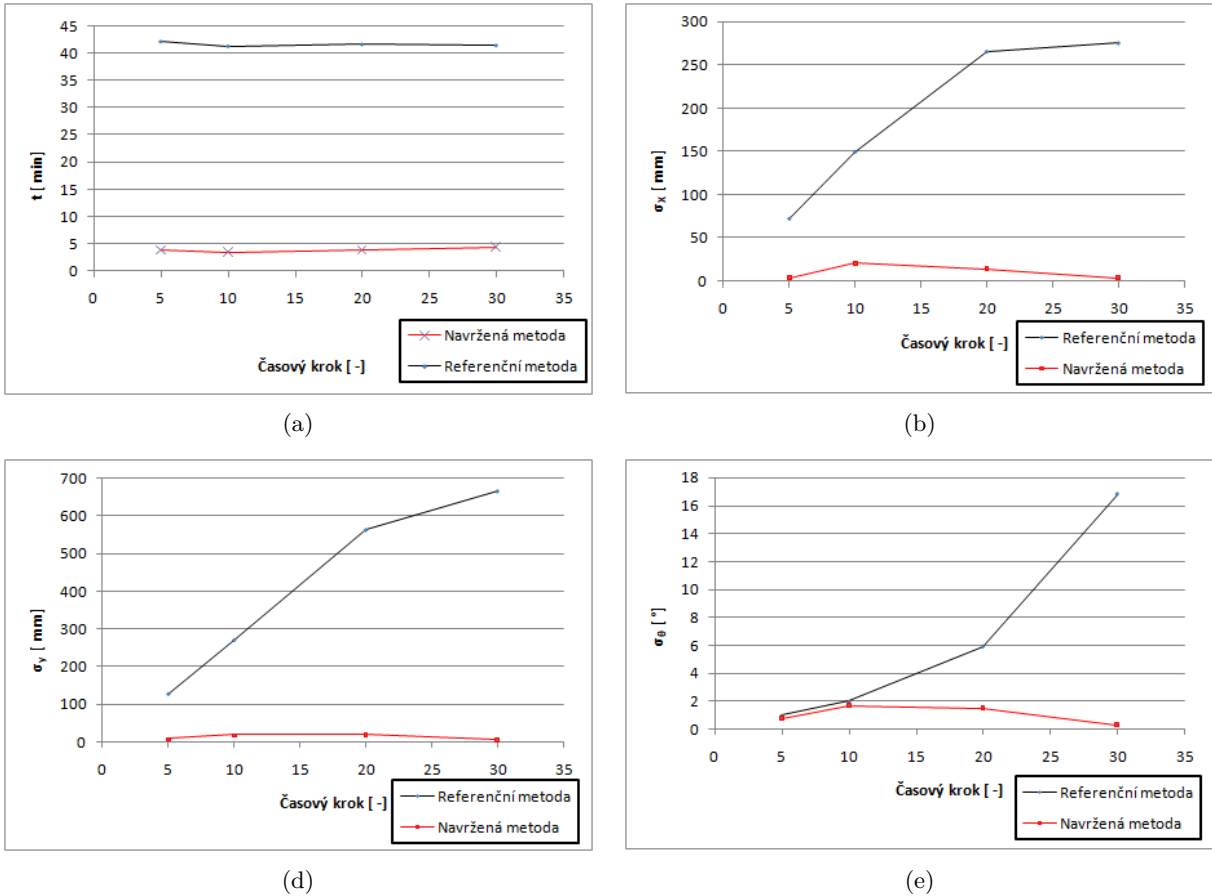 45
40
35
30
25
20
15
10
5
0
t [ min]
0 5 10 15 20 25 30 35
Časový krok [ -]
Navržená metoda
Referenční metoda
(a)
300
250
200
150
100
50
0
σx [ mm]
0 5 10 15 20 25 30 35
Časový krok [ -]
Referenční metoda
Navržená metoda
(b)
700
600
500
400
300
200
100
0
σy [ mm]
0 5 10 15 20 25 30 35
Časový krok [ -]
Referenční metoda
Navržená metoda
(d)
18
16
14
12
10
8
6
4
2
0
σθ [ °]
0 5 10 15 20 25 30 35
Časový krok [ -]
Referenční metoda
Navržená metoda
(e)